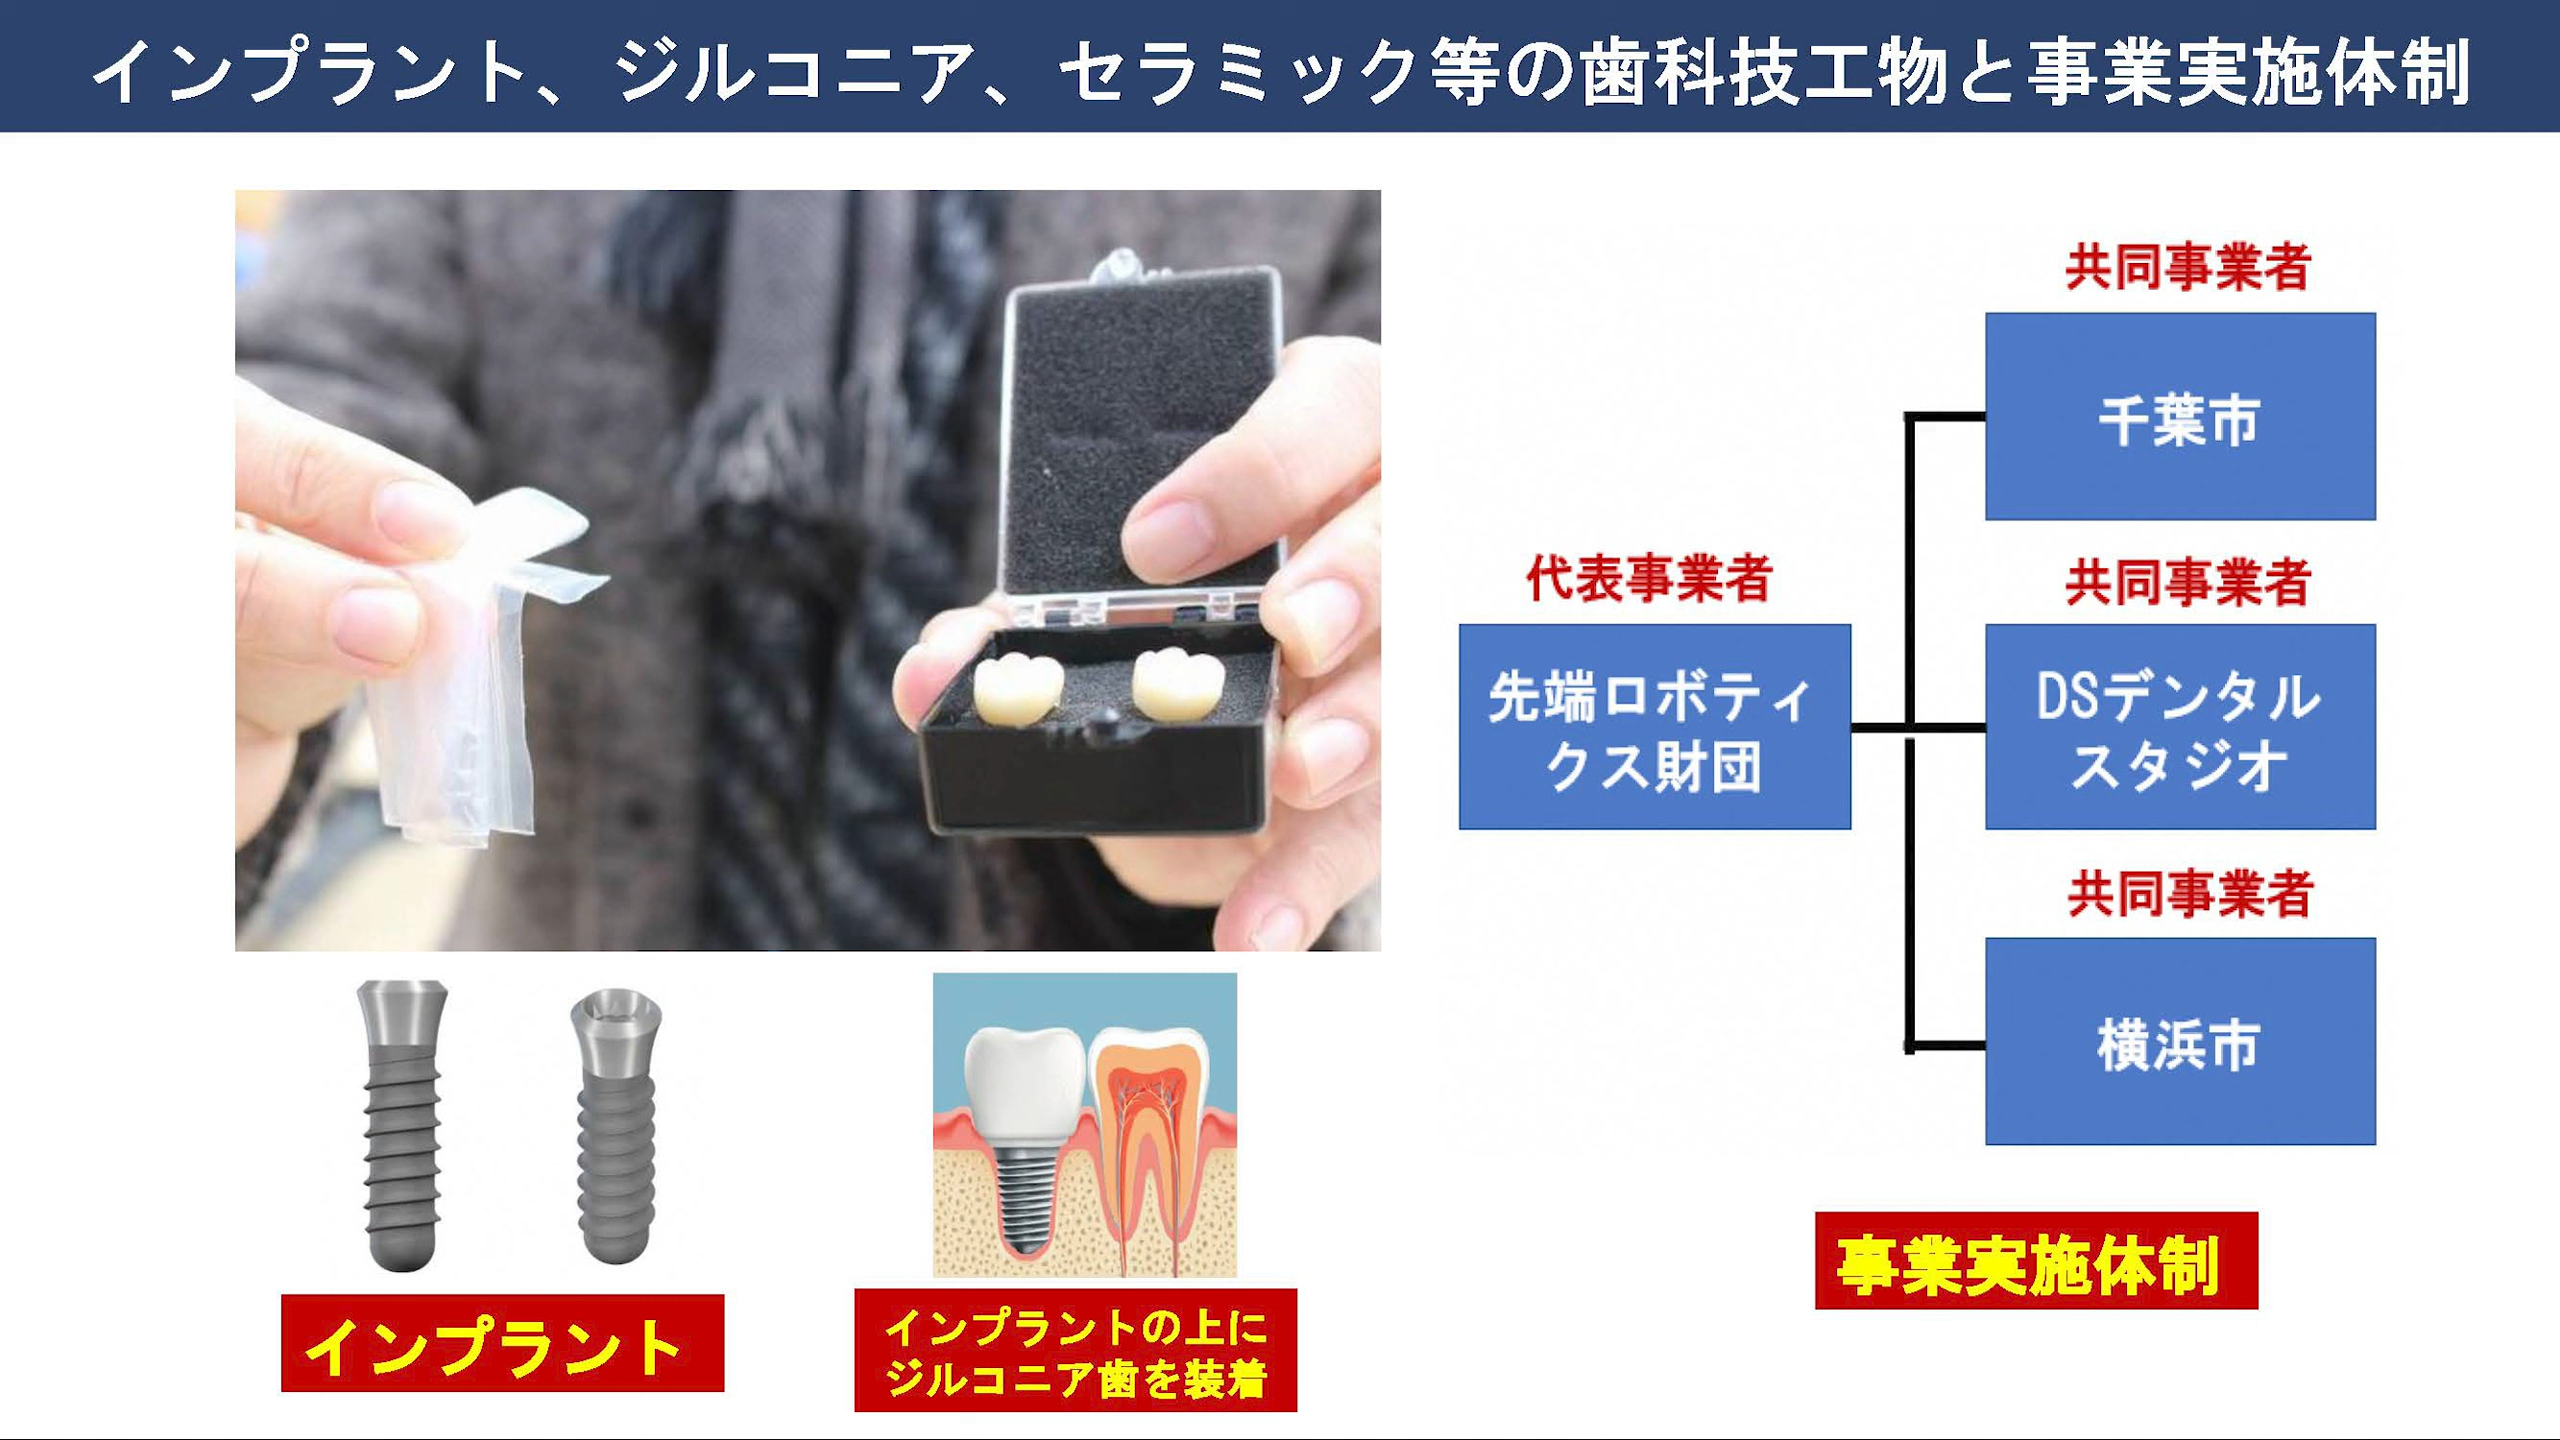 インプラント、ジルコニア、セラミック等の歯科技工物と事業実施体制
共同事業者
千葉市
代表事業者
先端ロボティ
クス財団
共同事業者
DSデンタル
スタジオ
共同事業者
横浜市
事業実施体制
インプラント
インプラントの上に
ジルコニア歯を装着